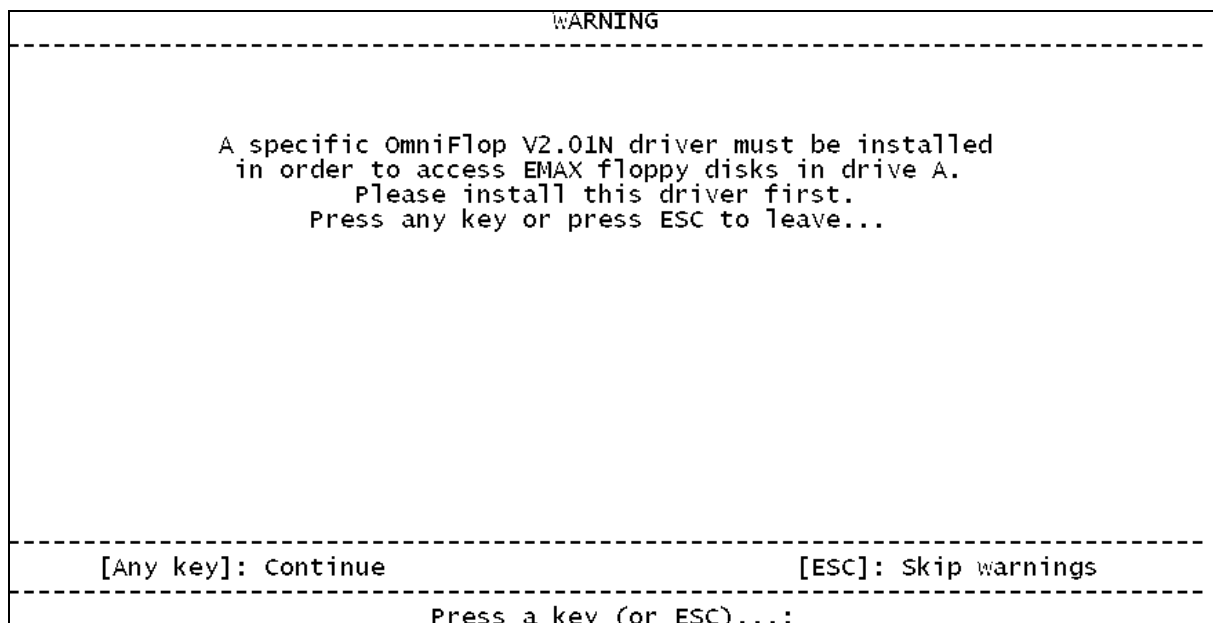 WARNING
A specific OmniFlop V2.01N driver must be installed
in order to access EMAX floppy disks in drive A.
Please install this driver first.
Press any key or press ESC to leave...
[Any key]: Continue [ESC]: Skip warnings
Press a key (or ESC)...: